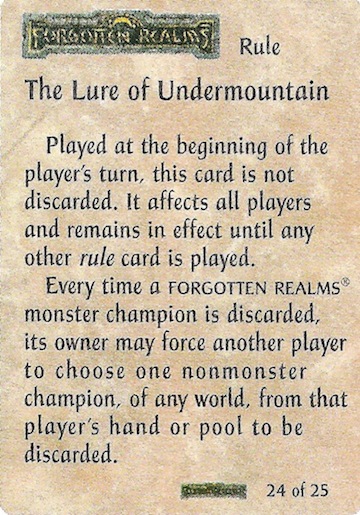 FORGOTTEN REALMS
Rule
The Lure of Undermountain
Played at the beginning of the
player's turn, this card is not
discarded. It affects all players
and remains in effect until any
other rule card is played.
Every time a FORGOTTEN REALMS®
monster champion is discarded,
its owner may force another player
to choose one nonmonster
champion, of any world, from that
player's hand or pool to be
discarded.
24 of 25